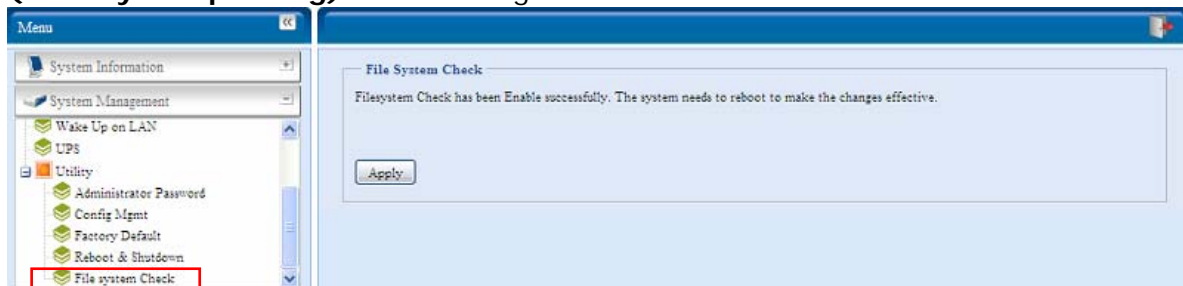 Menu
System Information
System Management
Wake Up on LAN
UPS
Utility
Administrator Password
Config Mgmt
Factory Default
Reboot & Shutdown
File system Check
File System Check
Filesystem Check has been Enable successfully. The system needs to reboot to make the changes effective.
Apply